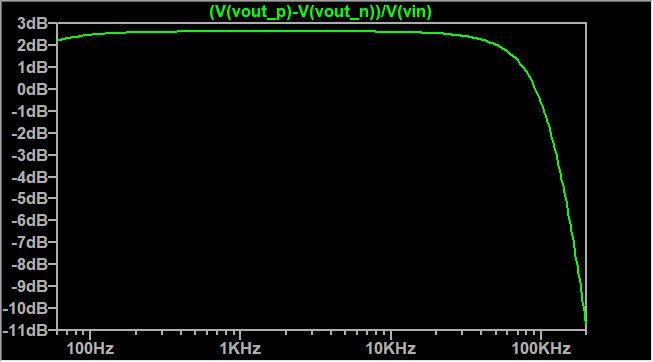 (V(vout_p)-V(vout_n))/V(vin)
3dB
2dB
1dB
0dB
-1dB
-2dB
-3dB
-4dB
-5dB
-6dB
-7dB
-8dB
-9dB
-10dB
-11dB
100Hz 1KHz 10KHz 100KHz